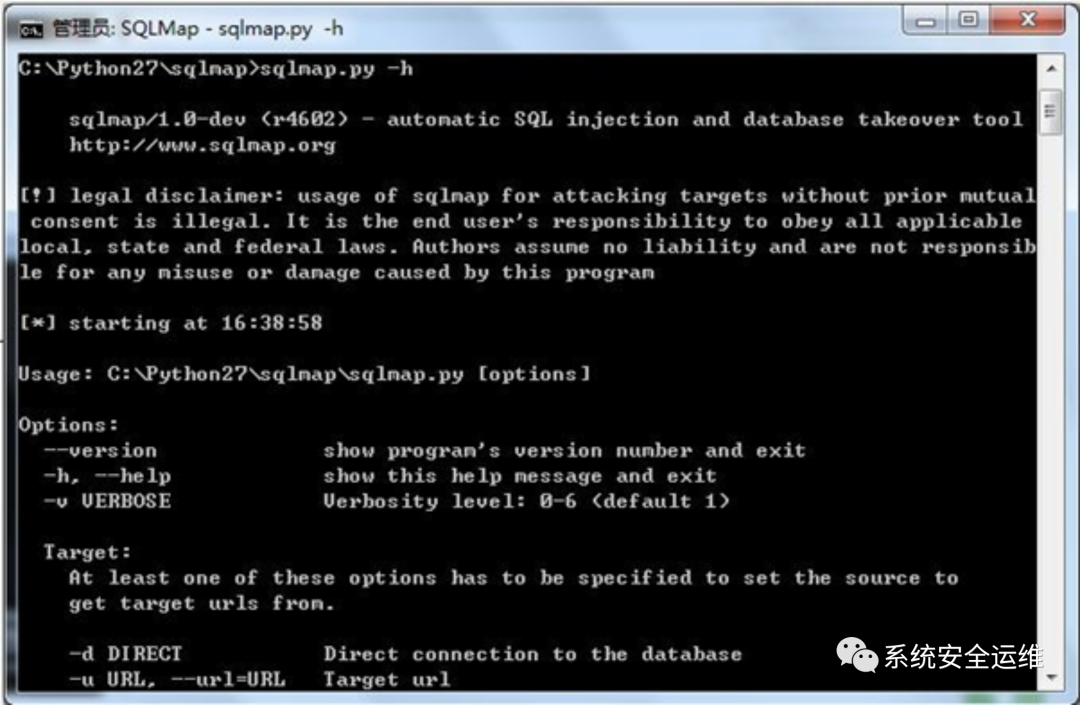 管理员: SQLMap - sqlmap.py -h
C:\Python27\sqlmap>sqlmap.py -h
sqlmap/1.0-dev (r4602) - automatic SQL injection and database takeover tool
http://www.sqlmap.org
[!] legal disclaimer: usage of sqlmap for attacking targets without prior mutual
consent is illegal. It is the end user's responsibility to obey all applicable
local, state and federal laws. Authors assume no liability and are not responsib
le for any misuse or damage caused by this program
[*] starting at 16:38:58
Usage: C:\Python27\sqlmap\sqlmap.py [options]
Options:
--version show program's version number and exit
-h, --help show this help message and exit
-v VERBOSE Verbosity level: 0-6 (default 1)
Target:
At least one of these options has to be specified to set the source to
get target urls from.
-d DIRECT Direct connection to the database
-u URL, --url=URL Target url
系统安全运维